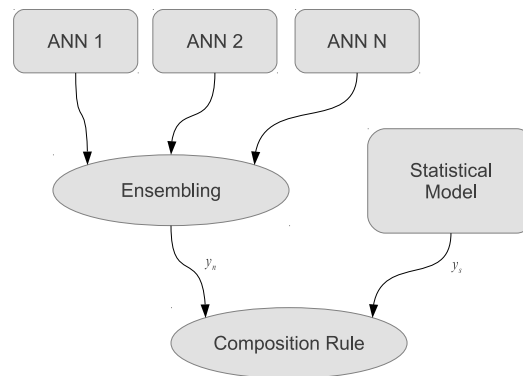 ANN 1
ANN 2
ANN N
Ensembling
Statistical
Model
yₙ
yₛ
Composition Rule